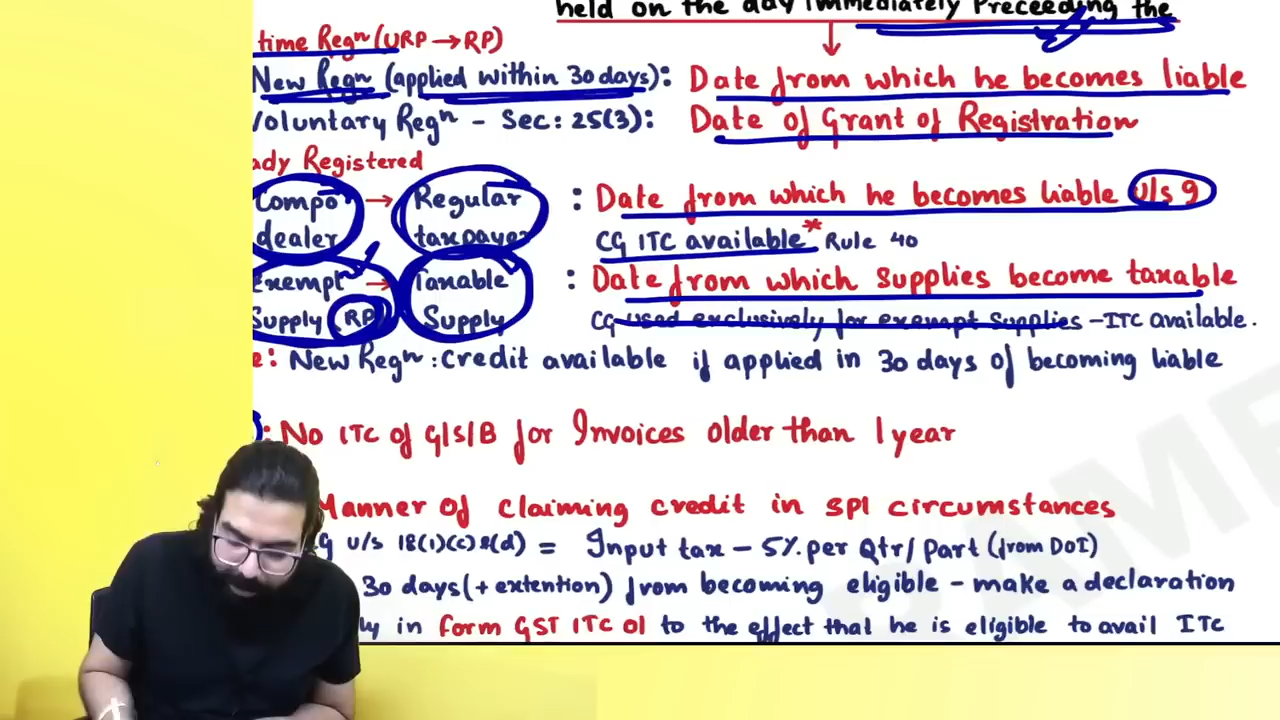 held on the day immediately Preceeding the
time Regⁿ (URP → RP)
New Regⁿ (applied within 30 days): Date from which he becomes liable
Voluntary Regⁿ - Sec: 25(3): Date of Grant of Registration
ady Registered
Compo dealer → Regular taxpayer : Date from which he becomes liable U/s 9
CG ITC available* Rule 40
Exempt Supply (RP) → Taxable Supply : Date from which supplies become taxable
CG used exclusively for exempt supplies - ITC available.
e: New Regⁿ: Credit available if applied in 30 days of becoming liable
: No ITC of G/S/B for Invoices older than 1 year
Manner of claiming credit in spl circumstances
G u/s 18(1)(c)&(d) = Input tax - 5% per Qtr/Part (from DoI)
30 days (+ extention) from becoming eligible - make a declaration
ly in form GST ITC 01 to the effect that he is eligible to avail ITC